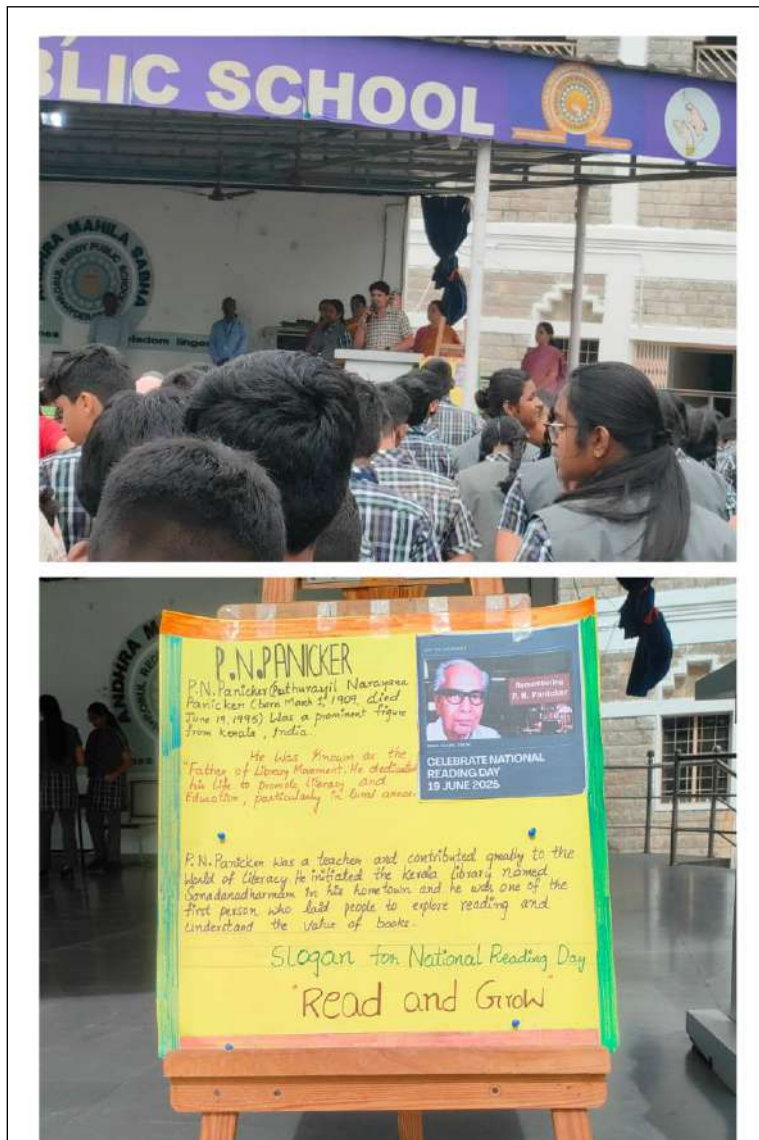 BLIC SCHOOL
ANDHRA MAHILA SABHA
PUBLIC SCHOOL
isdom linger
P.N.PANICKER
P.N. Panicker (Puthuvayil Narayana
Panicker (born March 1, 1909, died
June 19, 1995) Was a prominent figure
from Kerala, India.
He Was Known as the
"Father of Library Movement. He dedicated
his Life to promote Literacy and
Education, particularly in rural areas.
Remembering
P. N. Panicker
CELEBRATE NATIONAL
READING DAY
19 JUNE 2025
P.N. Panicker was a teacher and contributed greatly to the
World of Literacy. He initiated the Kerala Library named
Sanadanadharmam in his hometown and he was one of the
first person who laid people to explore reading and
Understand the value of books.
Slogan for National Reading Day
"Read and Grow"